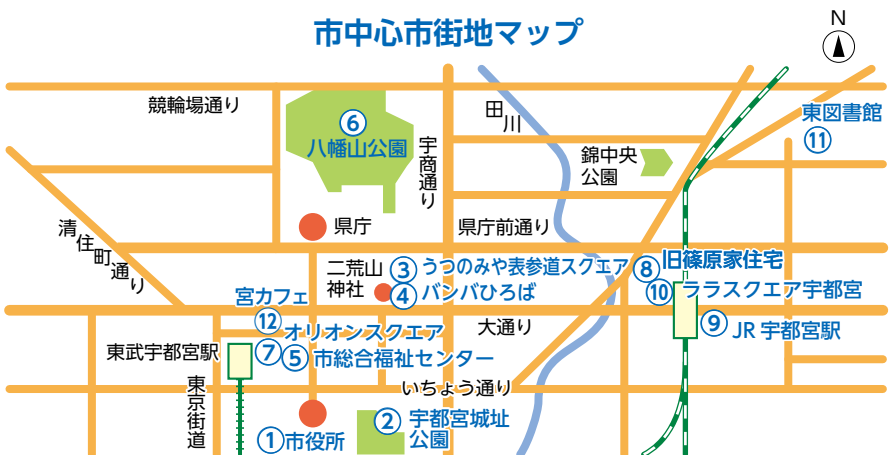 市中心市街地マップ
N
競輪場通り
田川
東図書館
⑪
⑥
八幡山公園
宇商通り
錦中央
公園
清住町通り
県庁
県庁前通り
二荒山
神社
③うつのみや表参道スクエア
④バンバひろば
⑧旧篠原家住宅
⑩ララスクエア宇都宮
宮カフェ
⑫
オリオンスクエア
大通り
⑨JR宇都宮駅
東武宇都宮駅
⑦⑤市総合福祉センター
東京街道
いちょう通り
①市役所
②宇都宮城址
公園